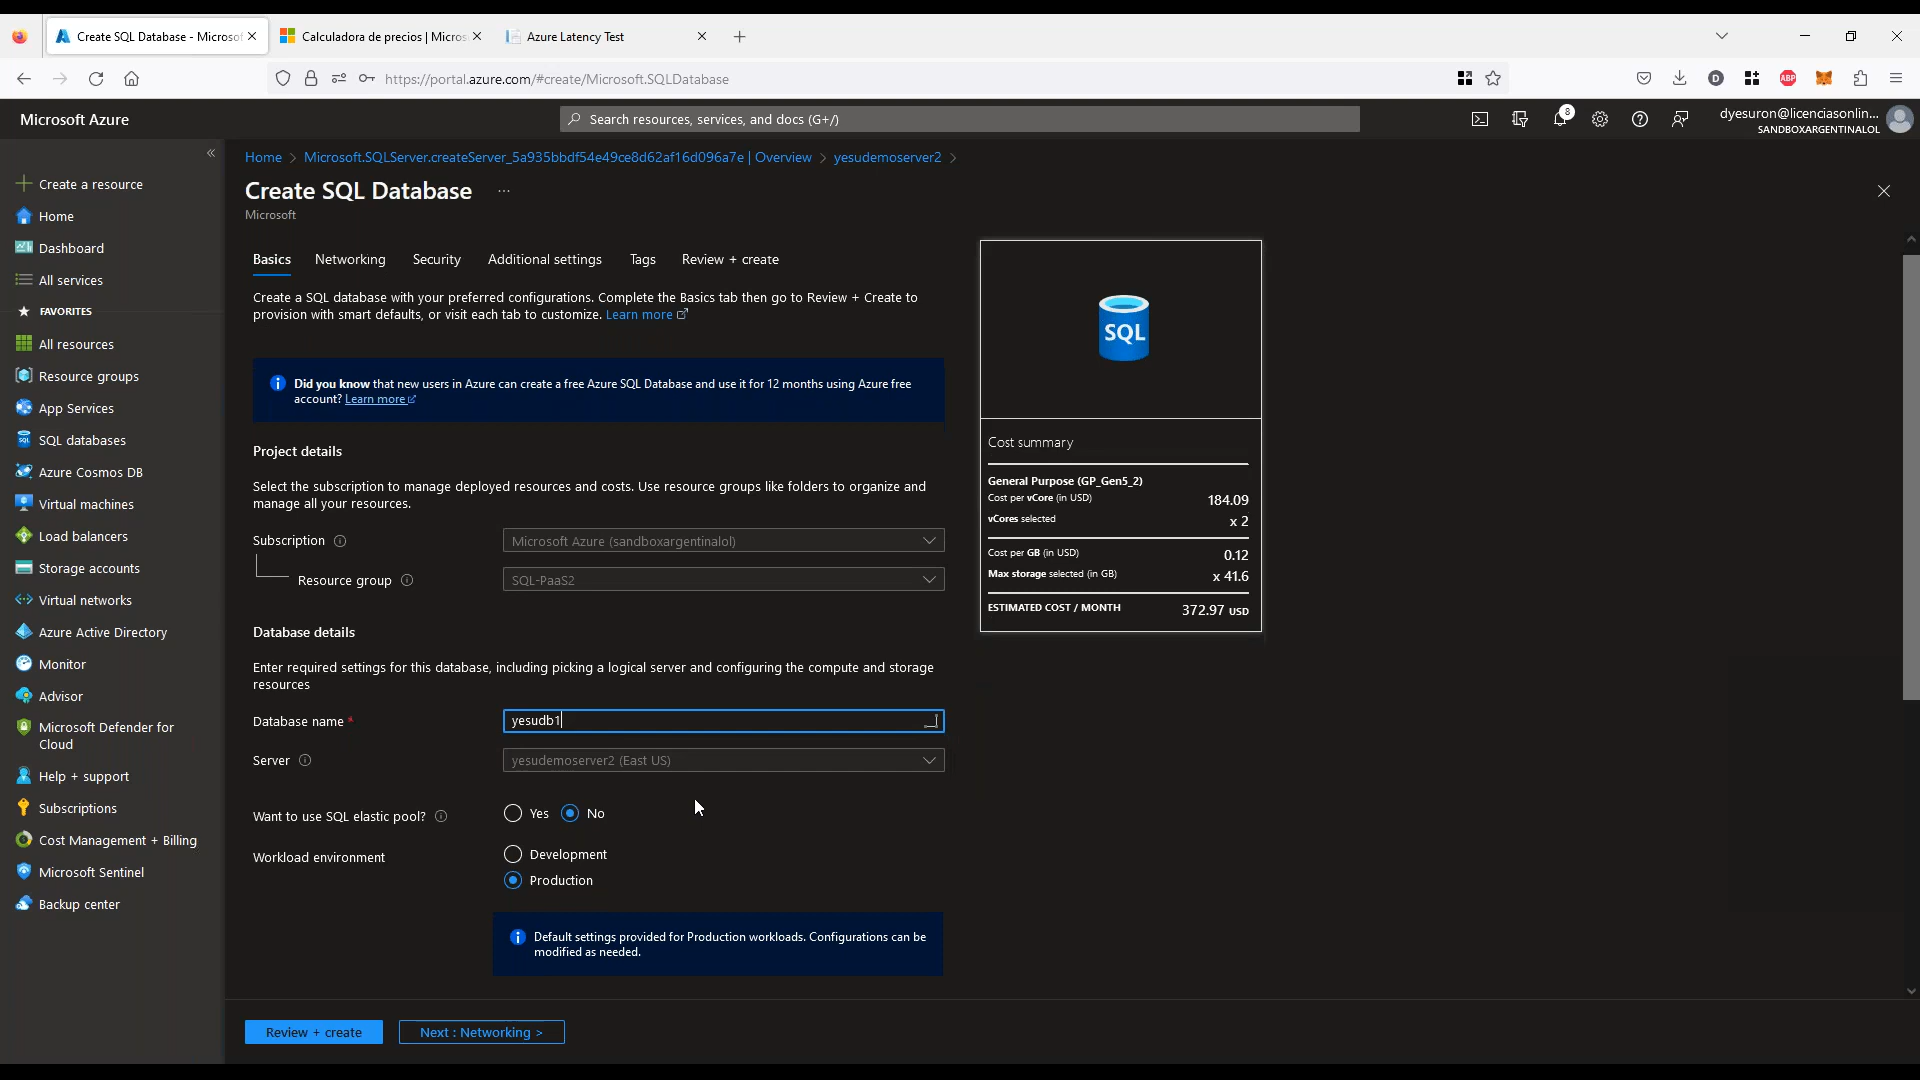 Create SQL Database - Microsof
Calculadora de precios | Micros
Azure Latency Test
https://portal.azure.com/#create/Microsoft.SQLDatabase
D
ABP
Microsoft Azure
Search resources, services, and docs (G+/)
8
dyesuron@licenciasonlin...
SANDBOXARGENTINALOL
Create a resource
Home
Dashboard
All services
FAVORITES
All resources
Resource groups
App Services
SQL databases
Azure Cosmos DB
Virtual machines
Load balancers
Storage accounts
Virtual networks
Azure Active Directory
Monitor
Advisor
Microsoft Defender for
Cloud
Help + support
Subscriptions
Cost Management + Billing
Microsoft Sentinel
Backup center
Home > Microsoft.SQLServer.createServer_5a935bbdf54e49ce8d62af16d096a7e | Overview > yesudemoserver2 >
Create SQL Database ...
Microsoft
Basics Networking Security Additional settings Tags Review + create
Create a SQL database with your preferred configurations. Complete the Basics tab then go to Review + Create to
provision with smart defaults, or visit each tab to customize. Learn more
Did you know that new users in Azure can create a free Azure SQL Database and use it for 12 months using Azure free
account? Learn more
Project details
Select the subscription to manage deployed resources and costs. Use resource groups like folders to organize and
manage all your resources.
Subscription Microsoft Azure (sandboxargentinalol)
Resource group SQL-PaaS2
Database details
Enter required settings for this database, including picking a logical server and configuring the compute and storage
resources
Database name * yesudb1
Server yesudemoserver2 (East US)
Want to use SQL elastic pool? Yes No
Workload environment Development
Production
Default settings provided for Production workloads. Configurations can be
modified as needed.
Review + create
Next : Networking >
SQL
Cost summary
General Purpose (GP_Gen5_2)
Cost per vCore (in USD) 184.09
vCores selected x 2
Cost per GB (in USD) 0.12
Max storage selected (in GB) x 41.6
ESTIMATED COST / MONTH 372.97 USD